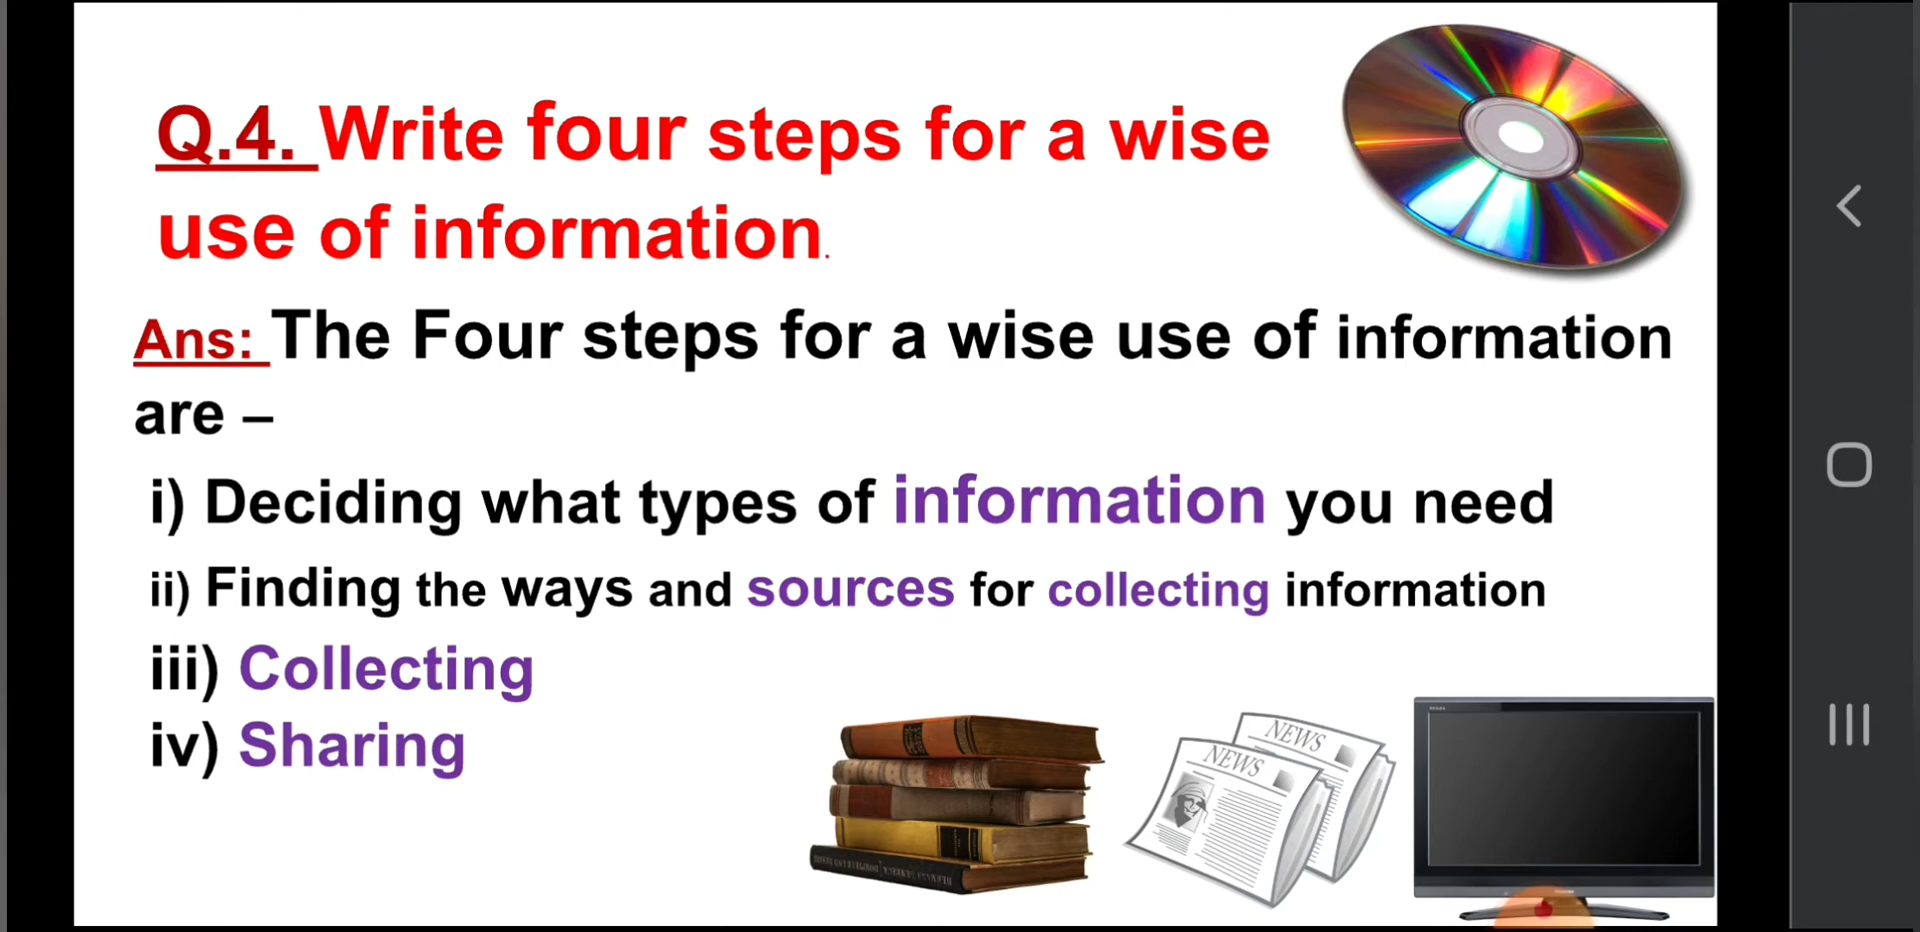 Q.4. Write four steps for a wise
use of information.
Ans: The Four steps for a wise use of information
are –
i) Deciding what types of information you need
ii) Finding the ways and sources for collecting information
iii) Collecting
iv) Sharing
NEWS
NEWS